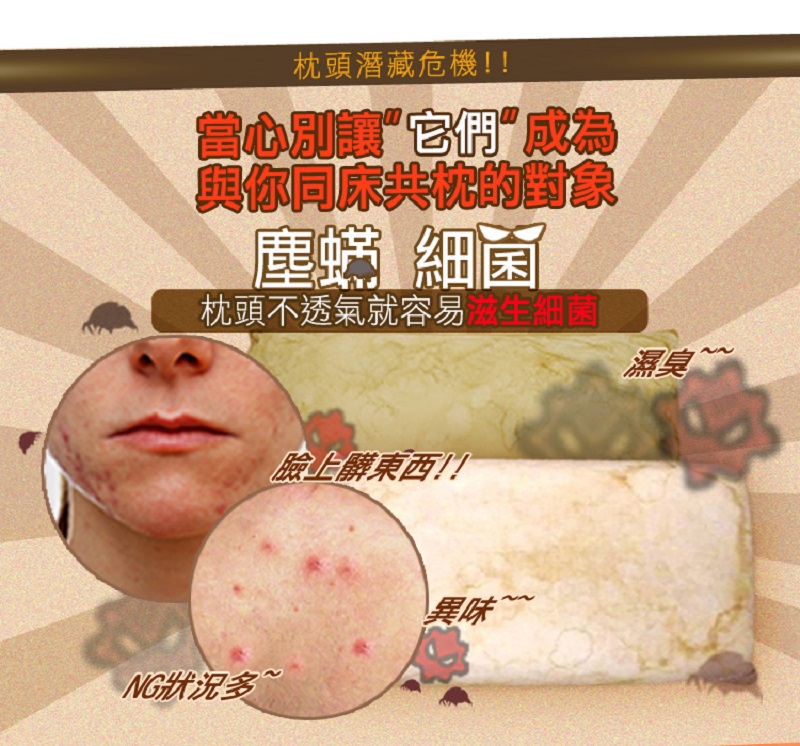 枕頭潛藏危機!!
當心別讓"它們"成為
與你同床共枕的對象
塵蟎 細菌
枕頭不透氣就容易滋生細菌
濕臭~~
臉上髒東西!!
異味~~
NG狀況多~